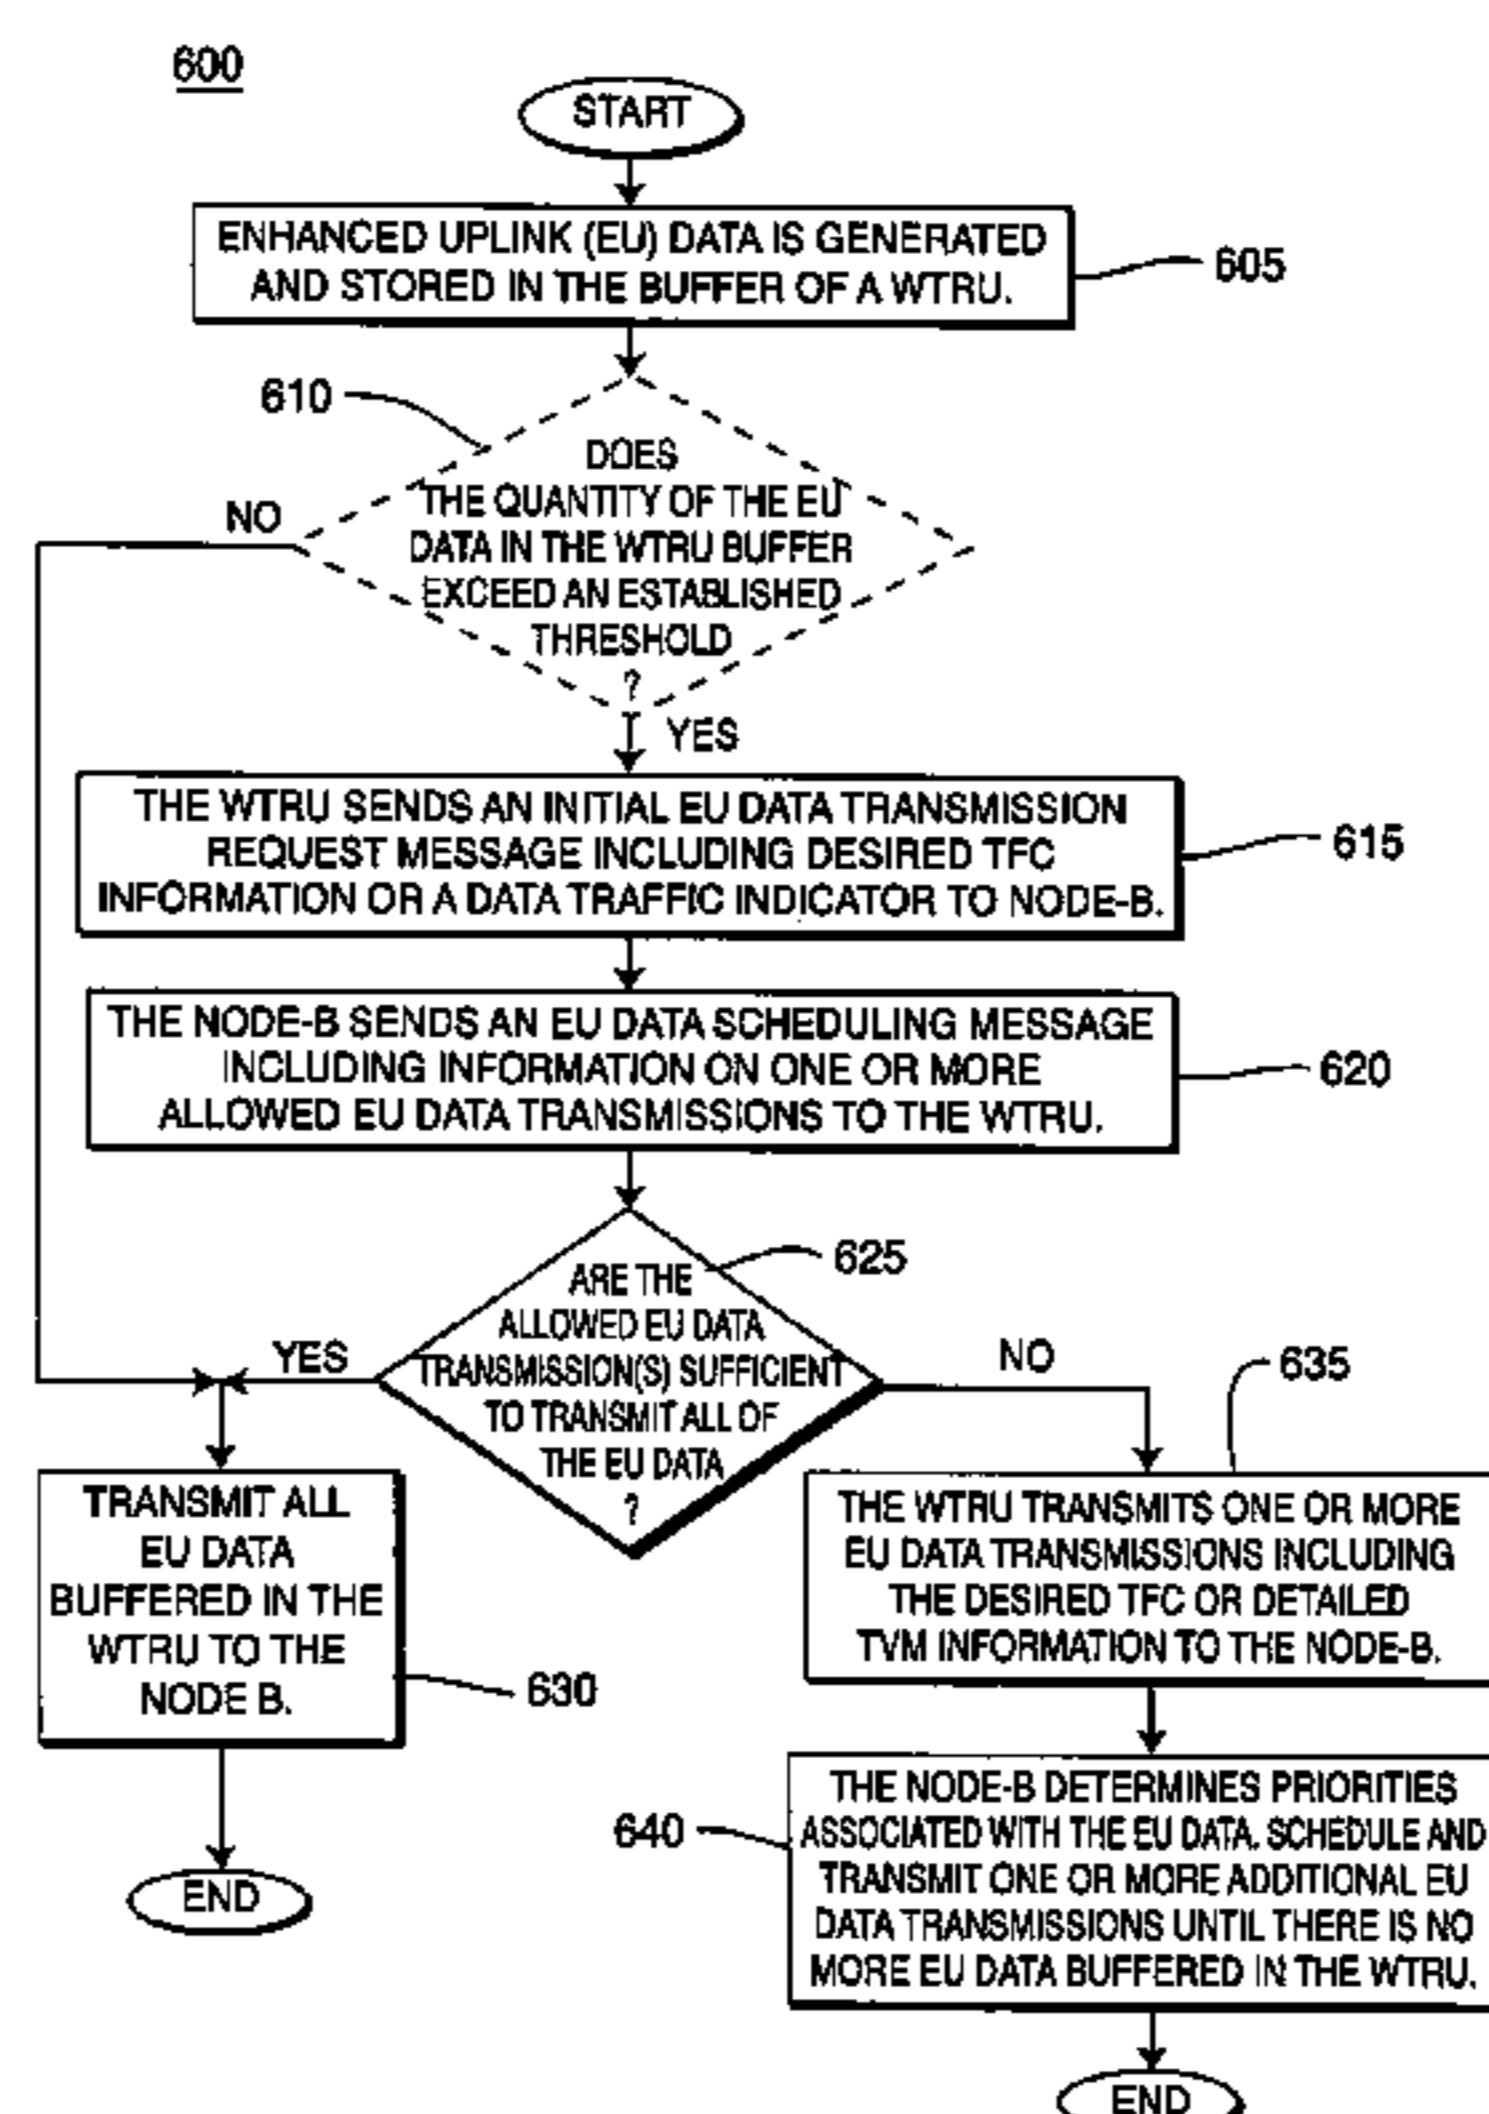 600
START
ENHANCED UPLINK (EU) DATA IS GENERATED
AND STORED IN THE BUFFER OF A WTRU.
605
610
DOES
THE QUANTITY OF THE EU
DATA IN THE WTRU BUFFER
EXCEED AN ESTABLISHED
THRESHOLD
?
NO
YES
THE WTRU SENDS AN INITIAL EU DATA TRANSMISSION
REQUEST MESSAGE INCLUDING DESIRED TFC
INFORMATION OR A DATA TRAFFIC INDICATOR TO NODE-B.
615
THE NODE-B SENDS AN EU DATA SCHEDULING MESSAGE
INCLUDING INFORMATION ON ONE OR MORE
ALLOWED EU DATA TRANSMISSIONS TO THE WTRU.
620
625
ARE THE
ALLOWED EU DATA
TRANSMISSION(S) SUFFICIENT
TO TRANSMIT ALL OF
THE EU DATA
?
YES
NO
635
TRANSMIT ALL
EU DATA
BUFFERED IN THE
WTRU TO THE
NODE B.
630
END
THE WTRU TRANSMITS ONE OR MORE
EU DATA TRANSMISSIONS INCLUDING
THE DESIRED TFC OR DETAILED
TVM INFORMATION TO THE NODE-B.
640
THE NODE-B DETERMINES PRIORITIES
ASSOCIATED WITH THE EU DATA, SCHEDULE AND
TRANSMIT ONE OR MORE ADDITIONAL EU
DATA TRANSMISSIONS UNTIL THERE IS NO
MORE EU DATA BUFFERED IN THE WTRU.
END